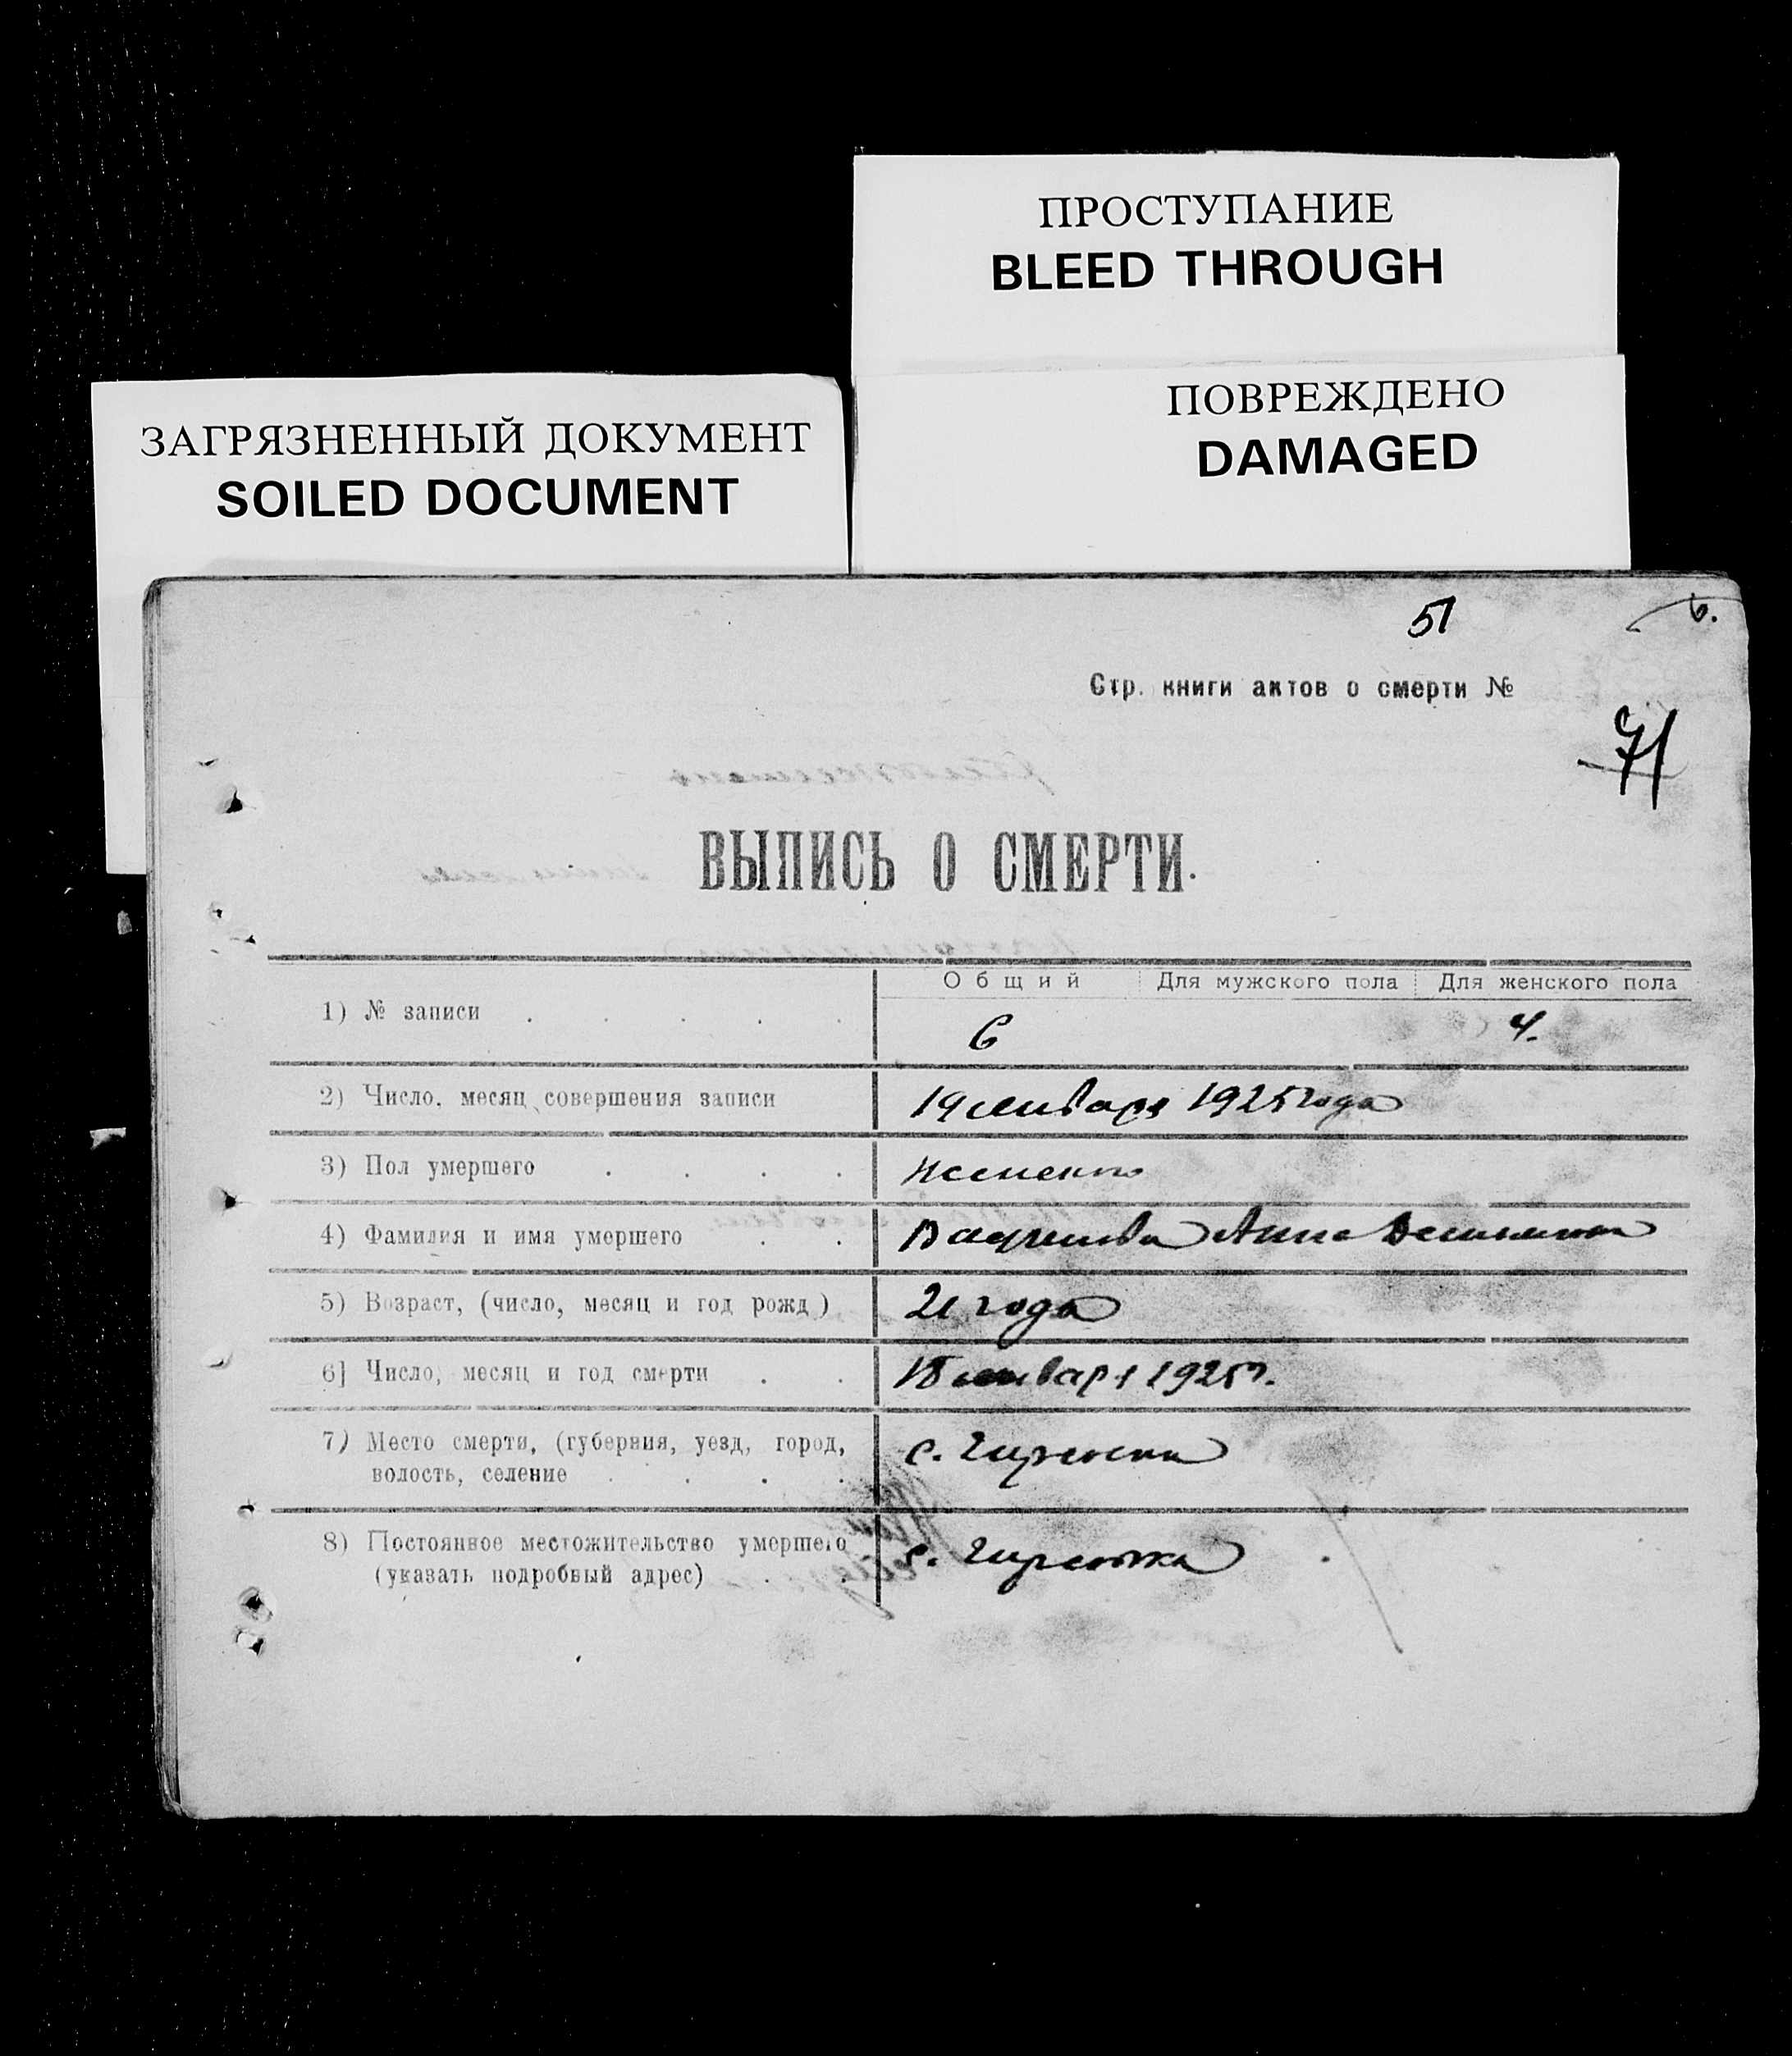 ПРОСТУПАНИЕ
BLEED THROUGH
ПОВРЕЖДЕНО
DAMAGED
ЗАГРЯЗНЕННЫЙ ДОКУМЕНТ
SOILED DOCUMENT
51
6.
Стр. книги актов о смерти №
71
ВЫПИСЬ О СМЕРТИ.
Общий Для мужского пола Для женского пола
1) № записи . . . . .
6 4.
2) Число, месяц совершения записи 19 января 1925 года
3) Пол умершего . . . .
4) Фамилия и имя умершего . . Анна
5) Возраст, (число, месяц и год рожд) 21 года
6] Число, месяц и год смерти . . января 1925 г.
7) Место смерти, (губерния, уезд, город, с.
волость, селение . . . .
8) Постоянное местожительство умершего с.
(указать подробный адрес) . .